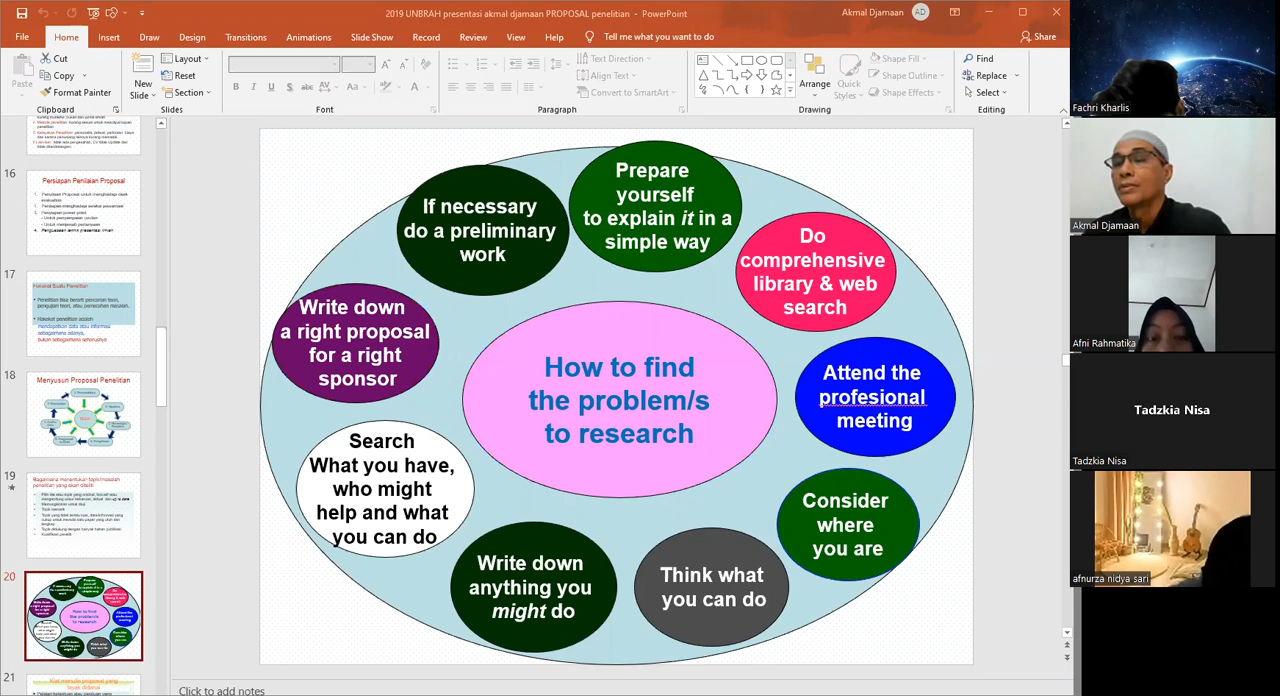 2019 UNBRAH presentasi akmal djamaan PROPOSAL penelitian - PowerPoint
Akmal Djamaan
AD
File
Home
Insert
Draw
Design
Transitions
Animations
Slide Show
Record
Review
View
Help
Tell me what you want to do
Share
Paste
Cut
Copy
Format Painter
Clipboard
New
Slide
Layout
Reset
Section
Slides
Font
Text Direction
Align Text
Convert to SmartArt
Paragraph
Arrange
Quick
Styles
Shape Fill
Shape Outline
Shape Effects
Drawing
Find
Replace
Select
Editing
16
Persiapan Penilaian Proposal
17
18
Menyusun Proposal Penelitian
19
20
21
Prepare
yourself
to explain it in a
simple way
If necessary
do a preliminary
work
Do
comprehensive
library & web
search
Write down
a right proposal
for a right
sponsor
How to find
the problem/s
to research
Attend the
profesional
meeting
Search
What you have,
who might
help and what
you can do
Consider
where
you are
Write down
anything you
might do
Think what
you can do
Click to add notes
Fachri Kharlis
Akmal Djamaan
Afni Rahmatika
Tadzkia Nisa
Tadzkia Nisa
afnurza nidya sari